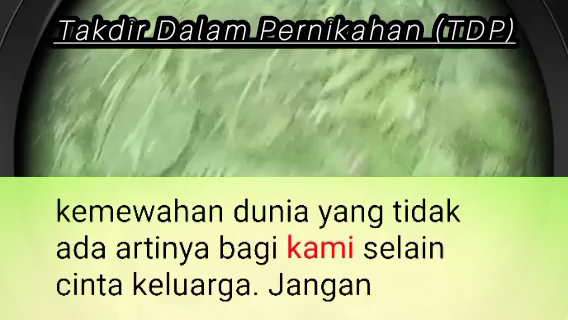 Takdir Dalam Pernikahan (TDP)
kemewahan dunia yang tidak
ada artinya bagi kami selain
cinta keluarga. Jangan